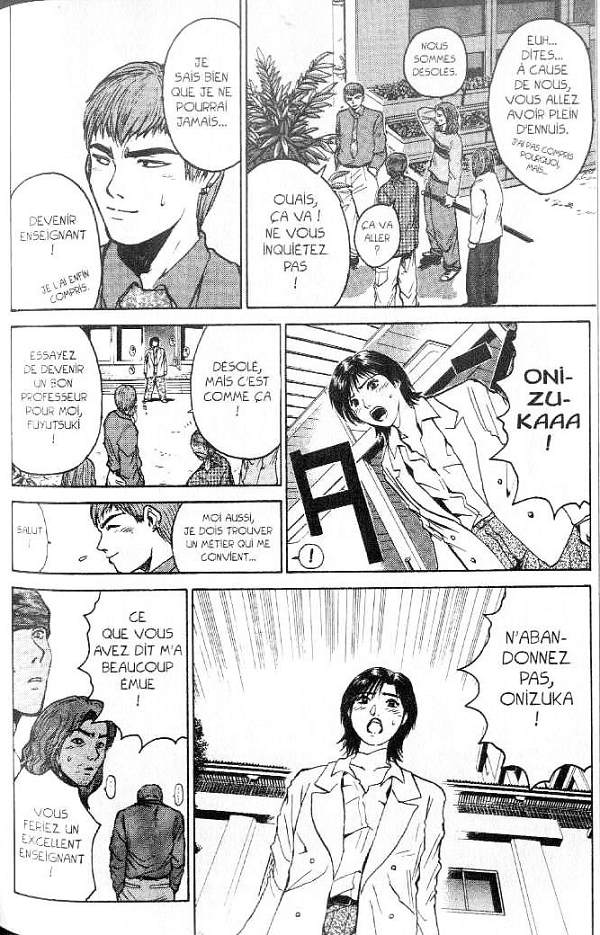 EUH...
DITES...
À CAUSE
DE NOUS,
VOUS ALLEZ
AVOIR PLEIN
D'ENNUIS.
J'AI PAS COMPRIS
POURQUOI,
MAIS...
NOUS
SOMMES
DÉSOLÉS.
ÇA VA
ALLER
?
OUAIS,
ÇA VA !
NE VOUS
INQUIÉTEZ
PAS
!
JE
SAIS BIEN
QUE JE NE
POURRAI
JAMAIS...
DEVENIR
ENSEIGNANT
!
JE L'AI ENFIN
COMPRIS.
ONI-
ZU-
KAAA
!
!
DÉSOLÉ,
MAIS C'EST
COMME ÇA
!
ESSAYEZ
DE DEVENIR
UN BON
PROFESSEUR
POUR MOI,
FUYUTSUKI
!
MOI AUSSI,
JE DOIS TROUVER
UN MÉTIER QUI ME
CONVIENT...
SALUT
!
N'ABAN-
DONNEZ
PAS,
ONIZUKA
!
CE
QUE VOUS
AVEZ DIT M'A
BEAUCOUP
ÉMUE
!
VOUS
FERIEZ UN
EXCELLENT
ENSEIGNANT
!